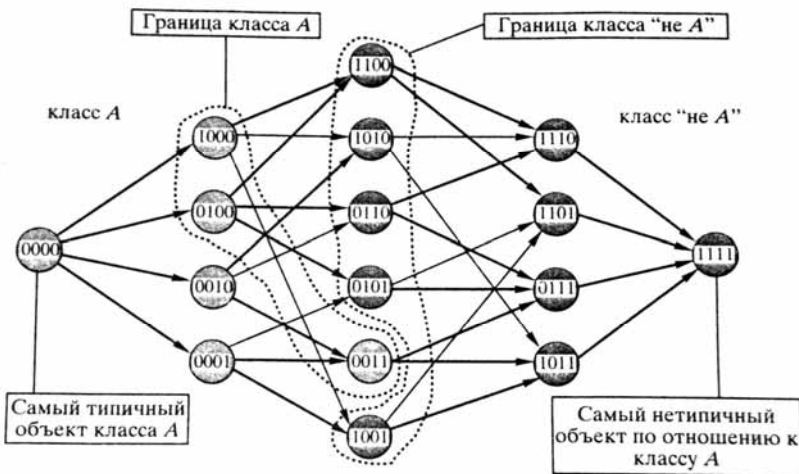 Граница класса A
Граница класса “не A”
класс A
класс “не A”
1100
1000
1010
1110
0100
0110
1101
0000
1111
0010
0101
0111
0001
0011
1011
1001
Самый типичный
объект класса A
Самый нетипичный
объект по отношению к
классу A